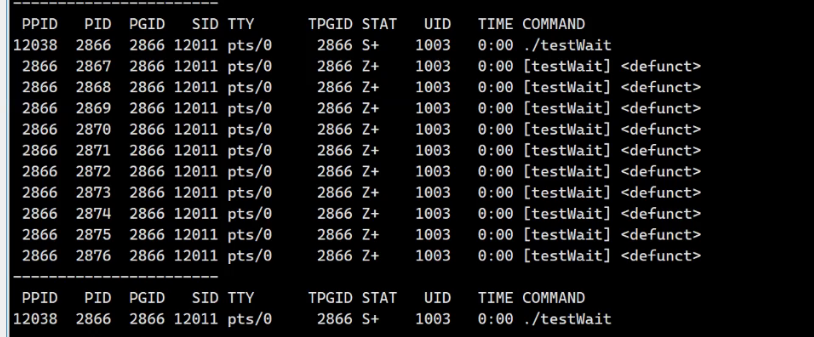 -----------------------
PPID PID PGID SID TTY TPGID STAT UID TIME COMMAND
12038 2866 2866 12011 pts/0 2866 S+ 1003 0:00 ./testWait
2866 2867 2866 12011 pts/0 2866 Z+ 1003 0:00 [testWait] <defunct>
2866 2868 2866 12011 pts/0 2866 Z+ 1003 0:00 [testWait] <defunct>
2866 2869 2866 12011 pts/0 2866 Z+ 1003 0:00 [testWait] <defunct>
2866 2870 2866 12011 pts/0 2866 Z+ 1003 0:00 [testWait] <defunct>
2866 2871 2866 12011 pts/0 2866 Z+ 1003 0:00 [testWait] <defunct>
2866 2872 2866 12011 pts/0 2866 Z+ 1003 0:00 [testWait] <defunct>
2866 2873 2866 12011 pts/0 2866 Z+ 1003 0:00 [testWait] <defunct>
2866 2874 2866 12011 pts/0 2866 Z+ 1003 0:00 [testWait] <defunct>
2866 2875 2866 12011 pts/0 2866 Z+ 1003 0:00 [testWait] <defunct>
2866 2876 2866 12011 pts/0 2866 Z+ 1003 0:00 [testWait] <defunct>
-----------------------
PPID PID PGID SID TTY TPGID STAT UID TIME COMMAND
12038 2866 2866 12011 pts/0 2866 S+ 1003 0:00 ./testWait